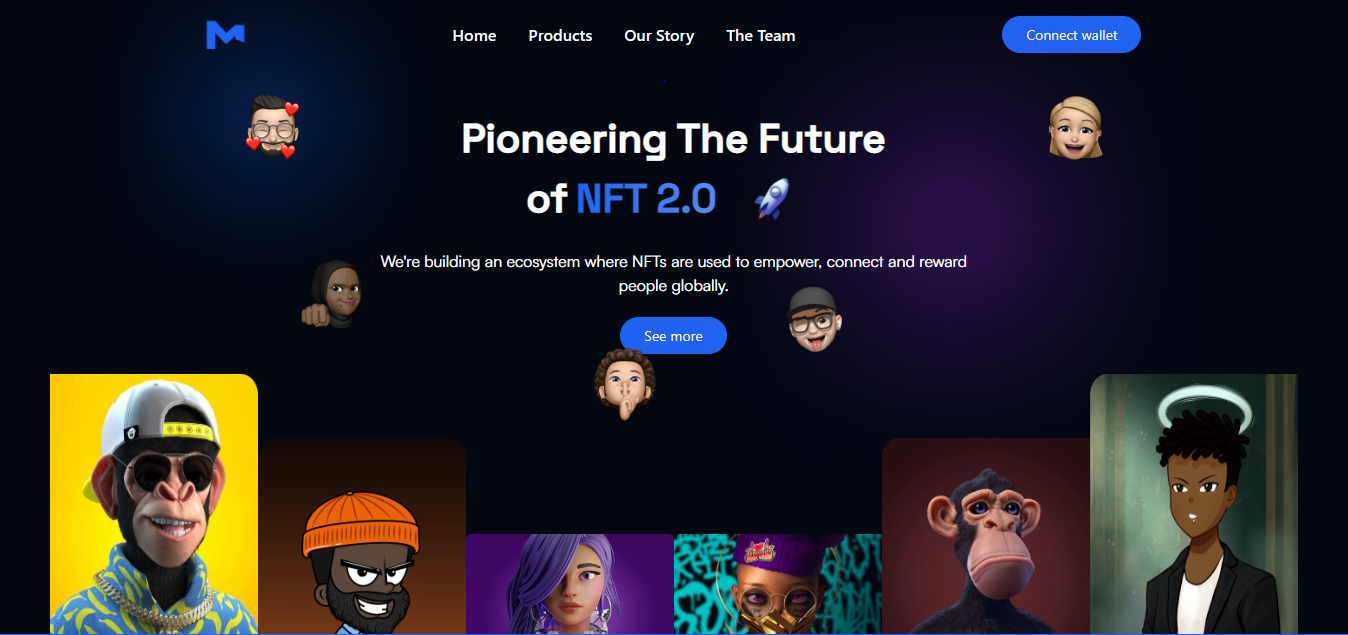 Home Products Our Story The Team Connect wallet
Pioneering The Future
of NFT 2.0
We're building an ecosystem where NFTs are used to empower, connect and reward
people globally.
See more